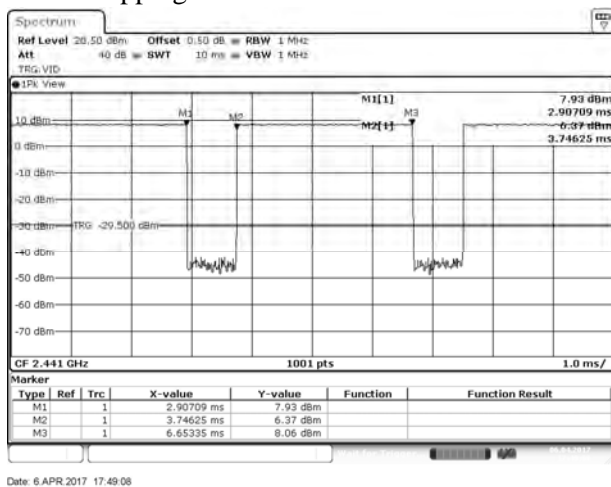 Spectrum
Ref Level 20.50 dBm Offset 0.50 dB RBW 1 MHz
Att 40 dB SWT 10 ms VBW 1 MHz
TRG:VID
1Pk View
M1[1] 7.93 dBm
2.90709 ms
M2[1] 6.37 dBm
3.74625 ms
M1 M2 M3
10 dBm
0 dBm
-10 dBm
-20 dBm
-30 dBm TRG -29.500 dBm
-40 dBm
-50 dBm
-60 dBm
-70 dBm
CF 2.441 GHz 1001 pts 1.0 ms/
Marker
Type Ref Trc X-value Y-value Function Function Result
M1 1 2.90709 ms 7.93 dBm
M2 1 3.74625 ms 6.37 dBm
M3 1 6.65335 ms 8.06 dBm
Date: 6.APR.2017 17:49:08